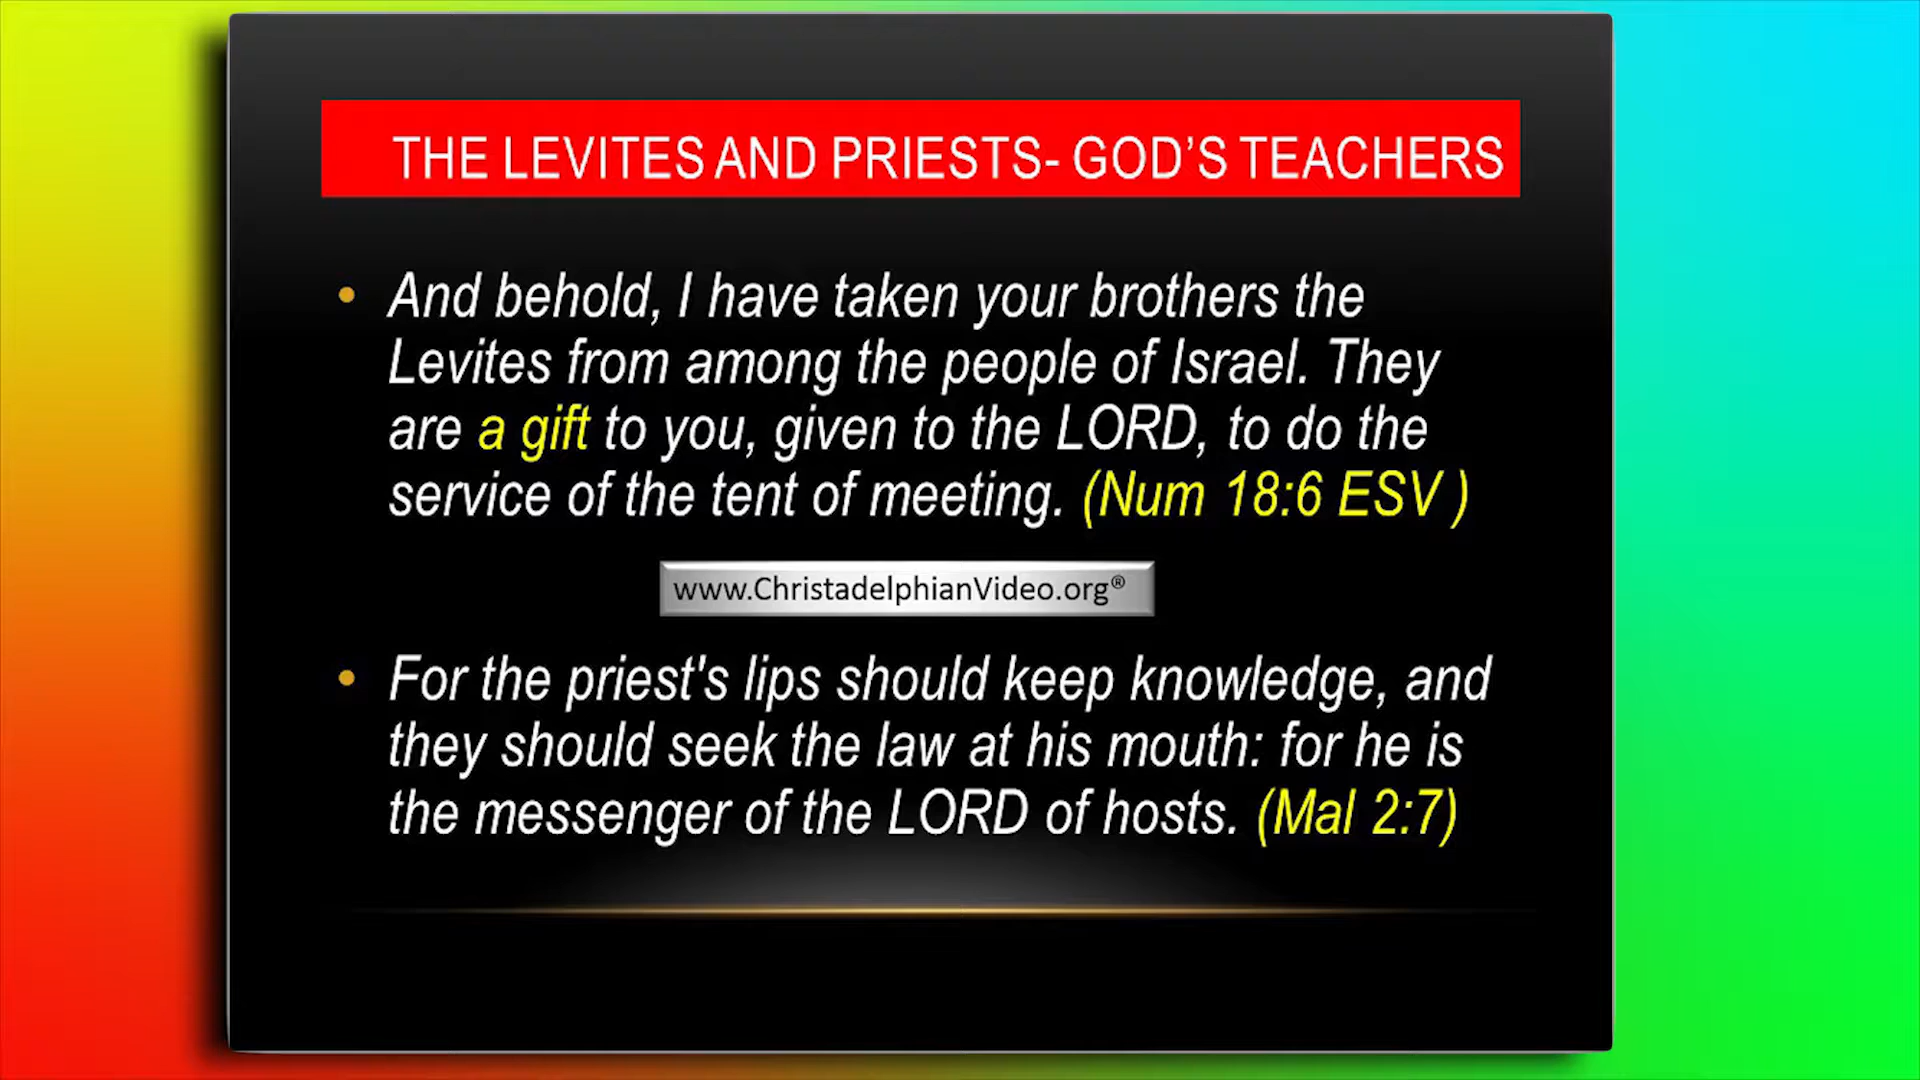 THE LEVITES AND PRIESTS- GOD’S TEACHERS
• And behold, I have taken your brothers the
Levites from among the people of Israel. They
are a gift to you, given to the LORD, to do the
service of the tent of meeting. (Num 18:6 ESV )
www.ChristadelphianVideo.org®
• For the priest's lips should keep knowledge, and
they should seek the law at his mouth: for he is
the messenger of the LORD of hosts. (Mal 2:7)